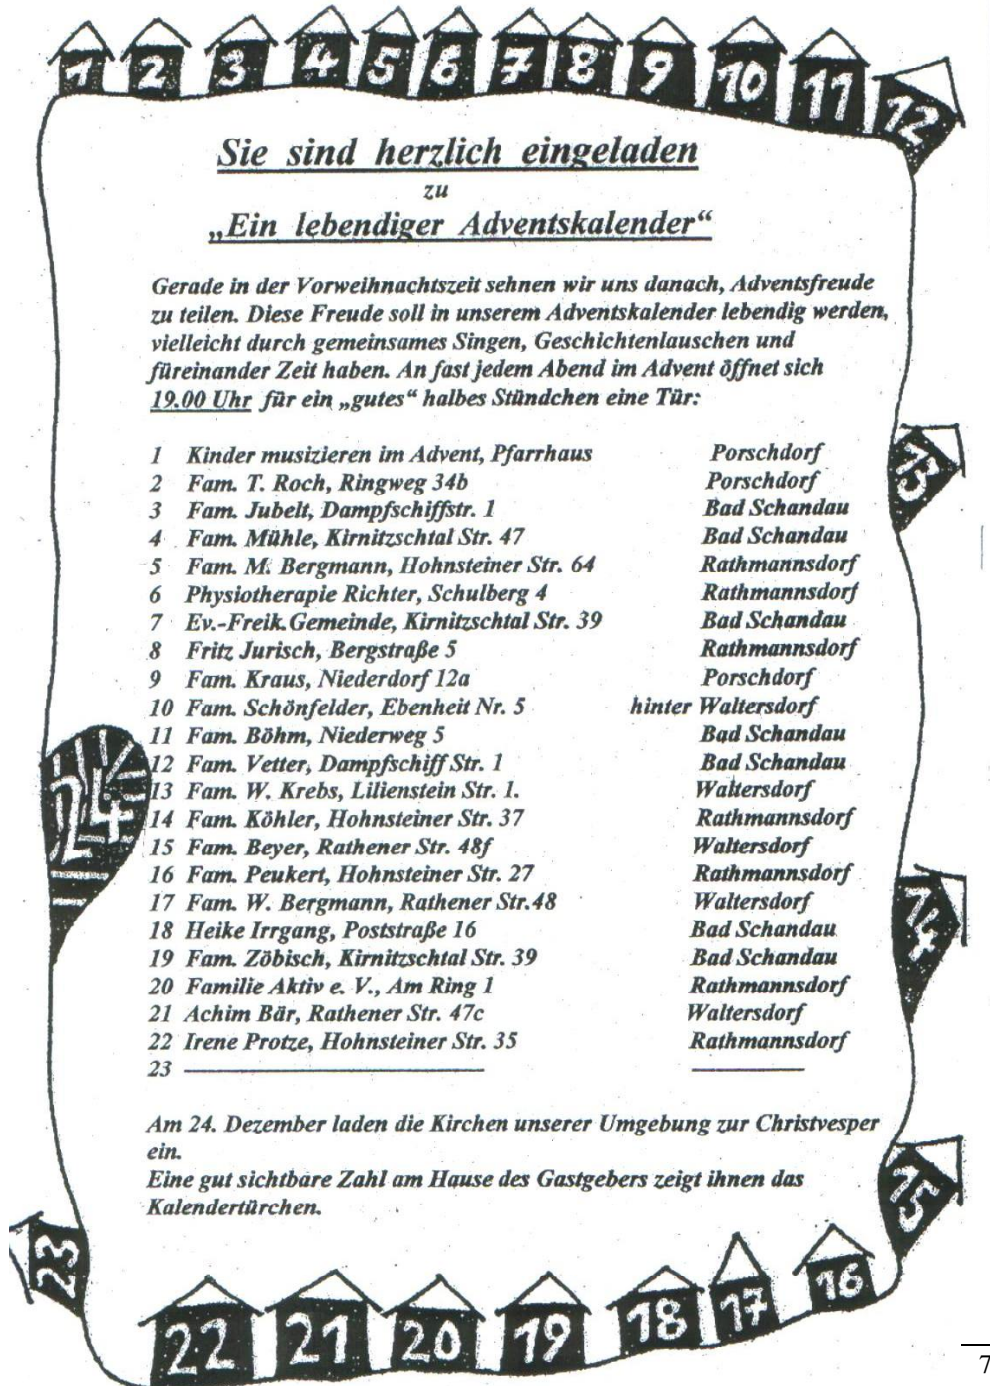 1 2 3 4 5 6 7 8 9 10 11 12
Sie sind herzlich eingeladen
zu
„Ein lebendiger Adventskalender“
Gerade in der Vorweihnachtszeit sehnen wir uns danach, Adventsfreude
zu teilen. Diese Freude soll in unserem Adventskalender lebendig werden,
vielleicht durch gemeinsames Singen, Geschichtenlauschen und
füreinander Zeit haben. An fast jedem Abend im Advent öffnet sich
19.00 Uhr für ein „gutes“ halbes Stündchen eine Tür:
1 Kinder musizieren im Advent, Pfarrhaus Porschdorf
2 Fam. T. Roch, Ringweg 34b Porschdorf
3 Fam. Jubelt, Dampfschiffstr. 1 Bad Schandau
4 Fam. Mühle, Kirnitzschtal Str. 47 Bad Schandau
5 Fam. M. Bergmann, Hohnsteiner Str. 64 Rathmannsdorf
6 Physiotherapie Richter, Schulberg 4 Rathmannsdorf
7 Ev.-Freik.Gemeinde, Kirnitzschtal Str. 39 Bad Schandau
8 Fritz Jurisch, Bergstraße 5 Rathmannsdorf
9 Fam. Kraus, Niederdorf 12a Porschdorf
10 Fam. Schönfelder, Ebenheit Nr. 5 hinter Waltersdorf
11 Fam. Böhm, Niederweg 5 Bad Schandau
12 Fam. Vetter, Dampfschiff Str. 1 Bad Schandau
13 Fam. W. Krebs, Lilienstein Str. 1. Waltersdorf
14 Fam. Köhler, Hohnsteiner Str. 37 Rathmannsdorf
15 Fam. Beyer, Rathener Str. 48f Waltersdorf
16 Fam. Peukert, Hohnsteiner Str. 27 Rathmannsdorf
17 Fam. W. Bergmann, Rathener Str.48 Waltersdorf
18 Heike Irrgang, Poststraße 16 Bad Schandau
19 Fam. Zöbisch, Kirnitzschtal Str. 39 Bad Schandau
20 Familie Aktiv e. V., Am Ring 1 Rathmannsdorf
21 Achim Bär, Rathener Str. 47c Waltersdorf
22 Irene Protze, Hohnsteiner Str. 35 Rathmannsdorf
23
Am 24. Dezember laden die Kirchen unserer Umgebung zur Christvesper
ein.
Eine gut sichtbare Zahl am Hause des Gastgebers zeigt ihnen das
Kalendertürchen.
13
14
15
24
23
22 21 20 19 18 17 16
7